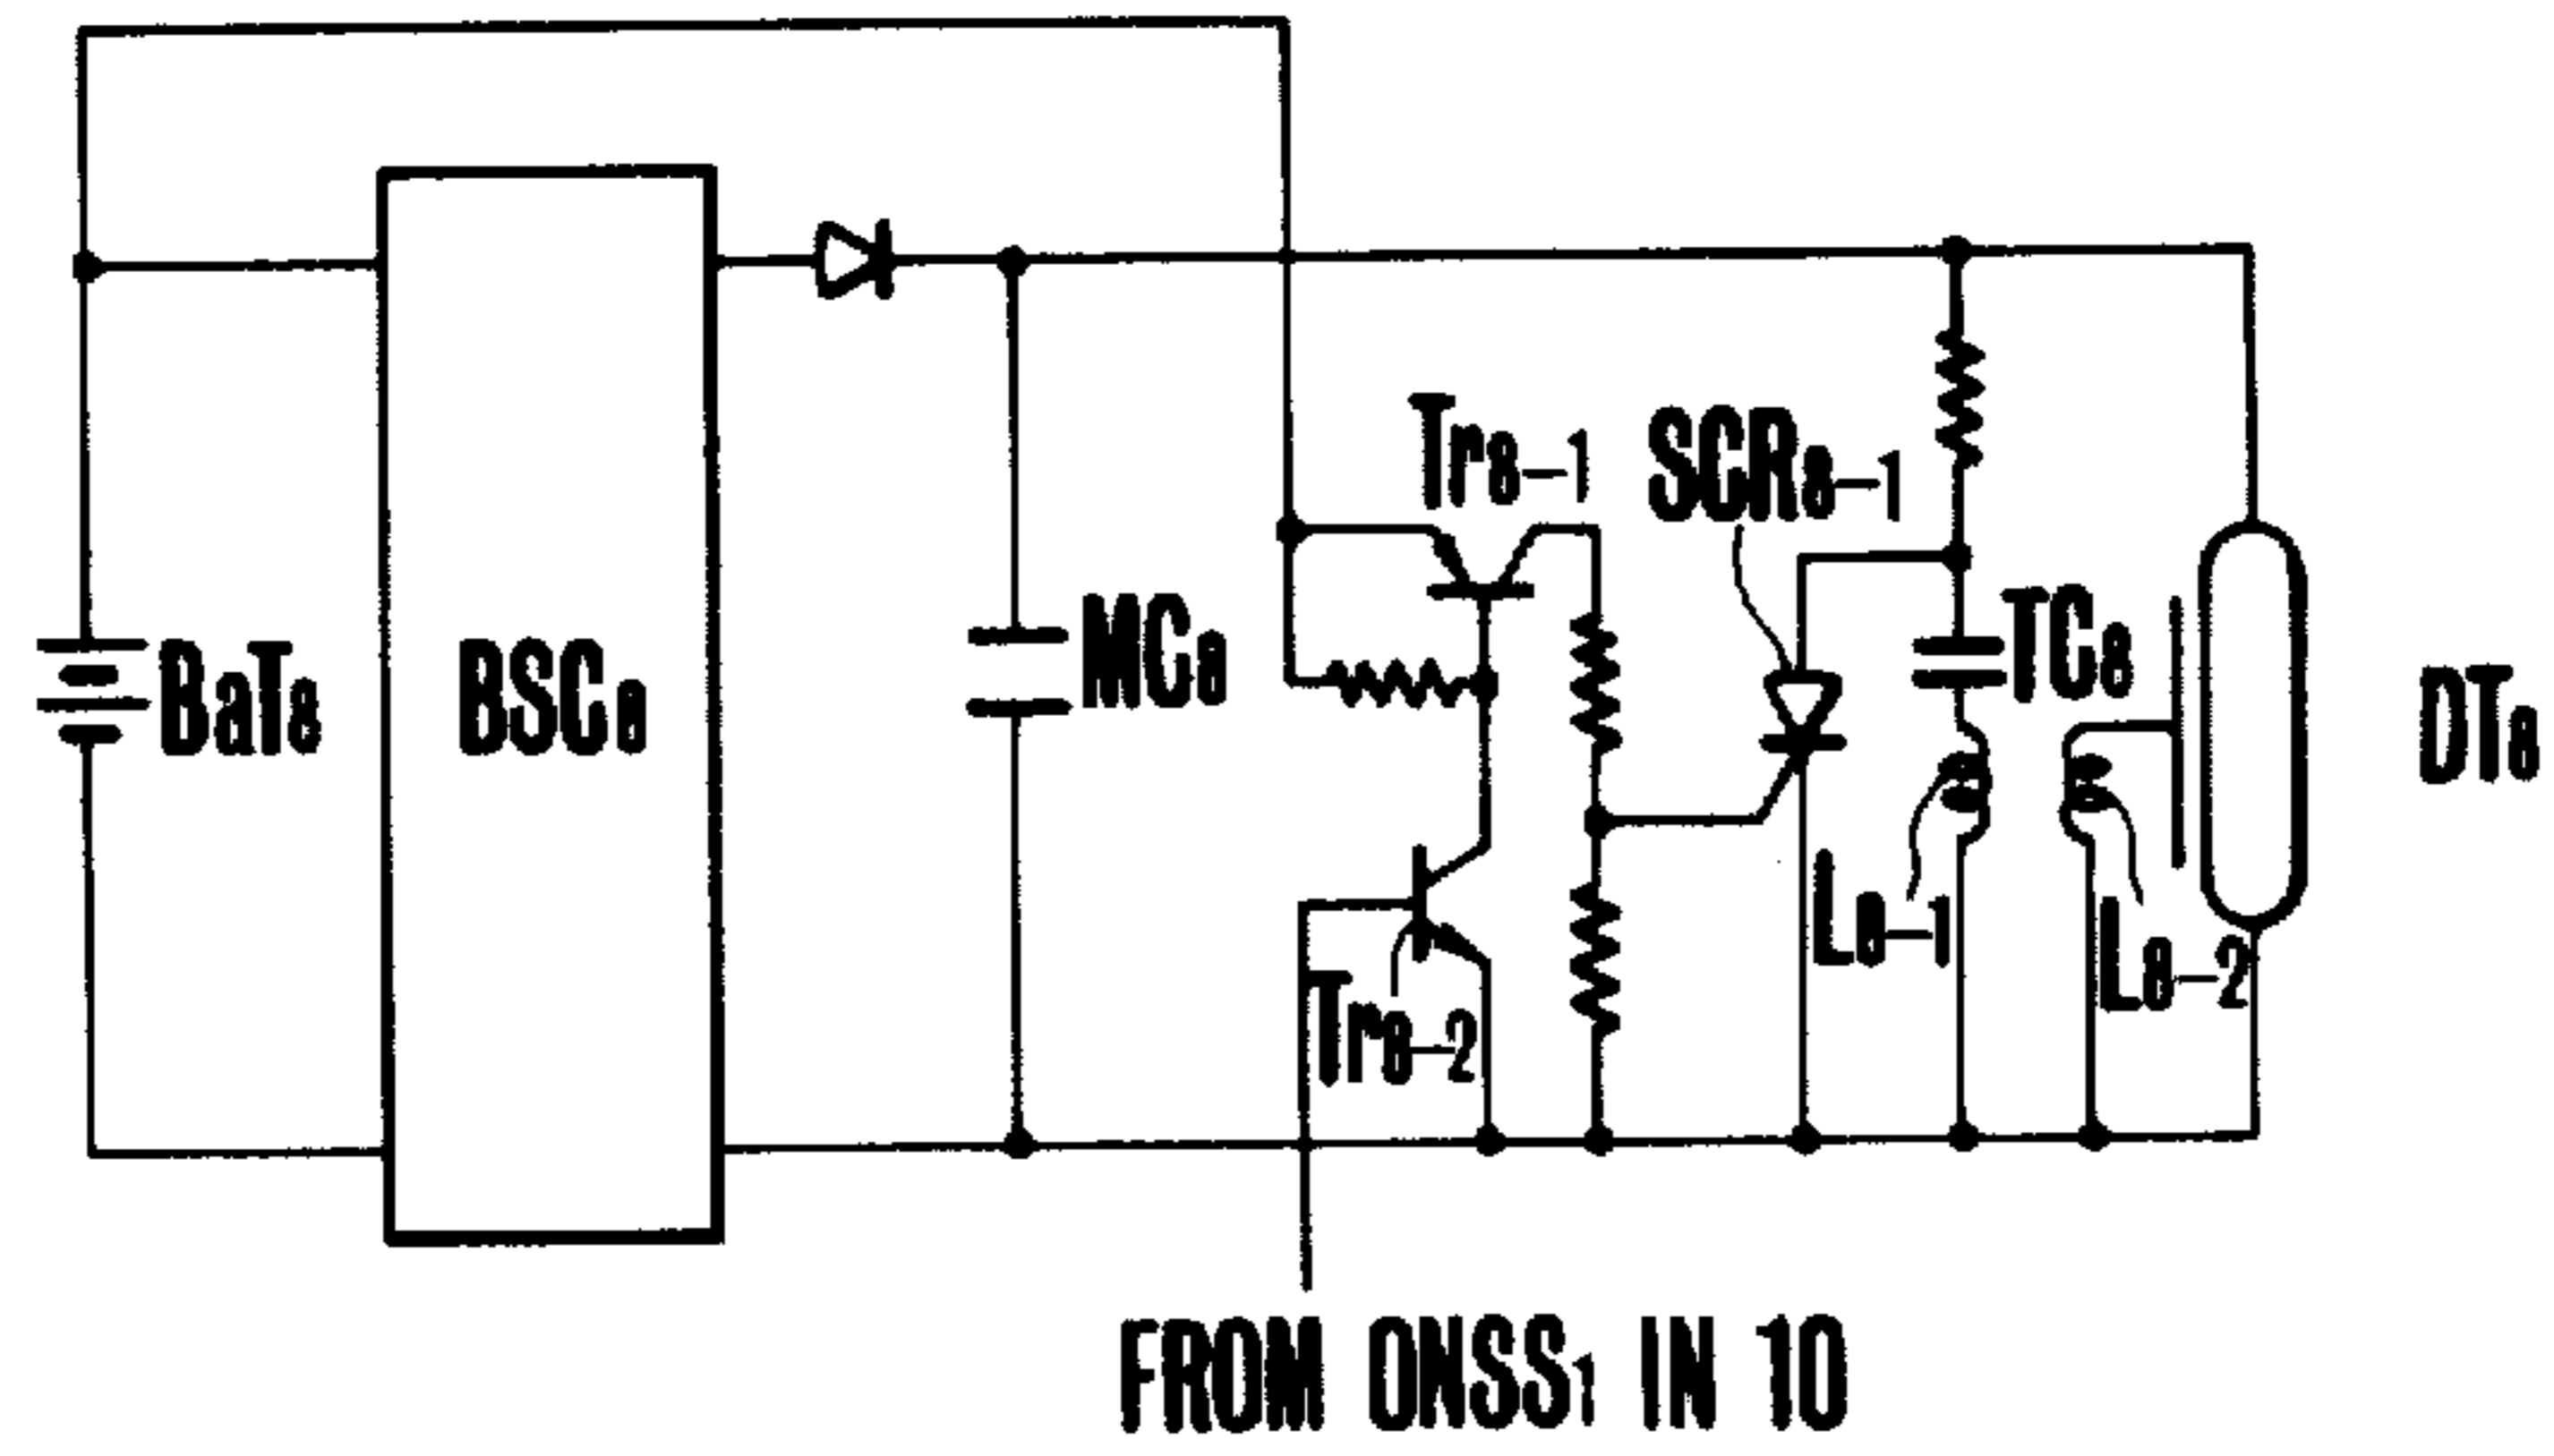 Tr8-1
SCR8-1
BaT8
BSC8
MC8
TC8
DT8
L8-1
L8-2
Tr8-2
FROM ONSS1 IN 10